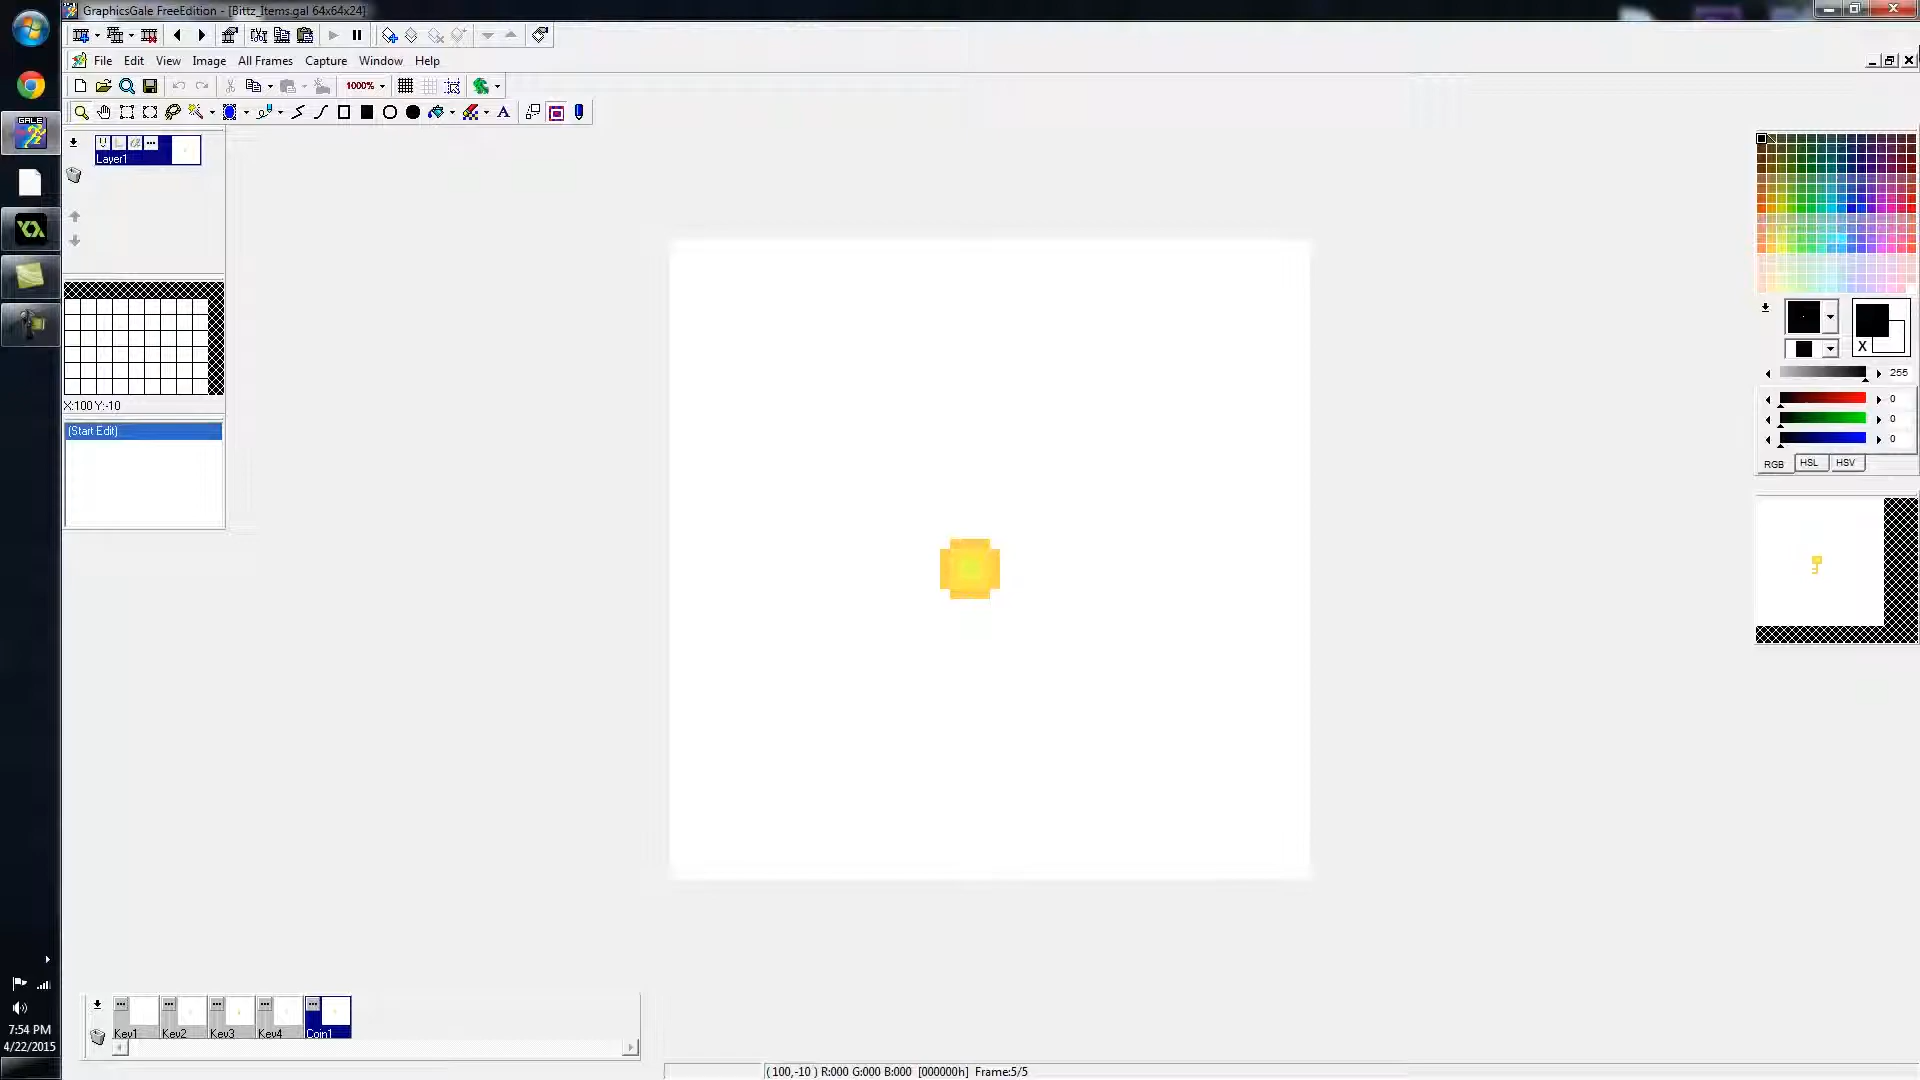 GraphicsGale FreeEdition - [Bittz_Items.gal 64x64x24]
File Edit View Image All Frames Capture Window Help
1000%
A
GALE
Layer1
X:100 Y:-10
(Start Edit)
X
255
0
0
0
RGB HSL HSV
Key1 Key2 Key3 Key4 Coin1
7:54 PM
4/22/2015
(100,-10) R:000 G:000 B:000 [000000h] Frame:5/5